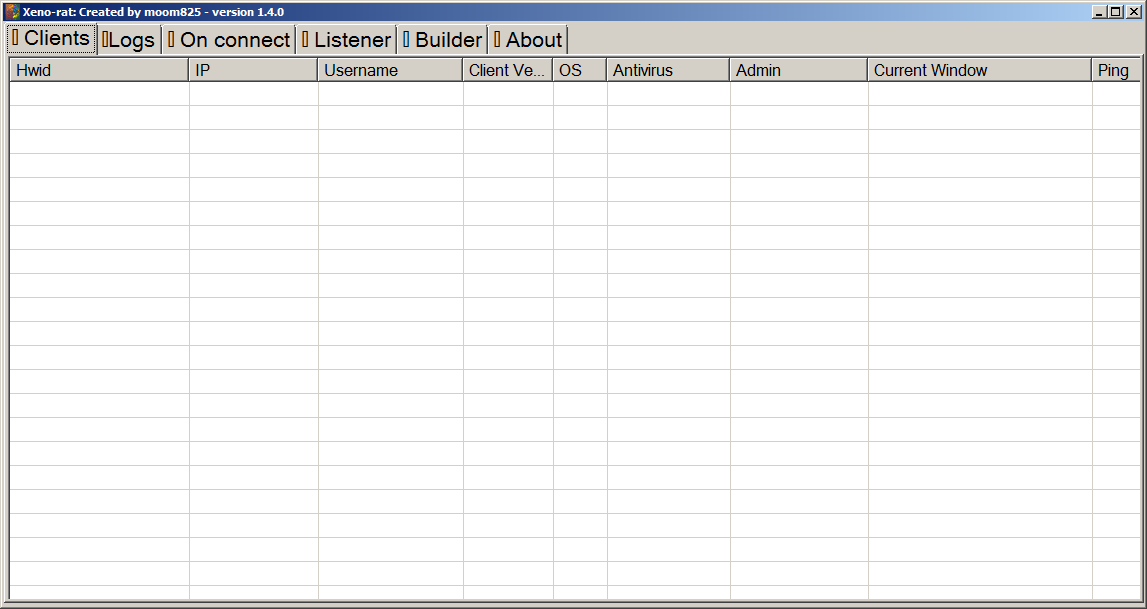 Xeno-rat: Created by moom825 - version 1.4.0
Clients Logs On connect Listener Builder About
Hwid IP Username Client Ve... OS Antivirus Admin Current Window Ping